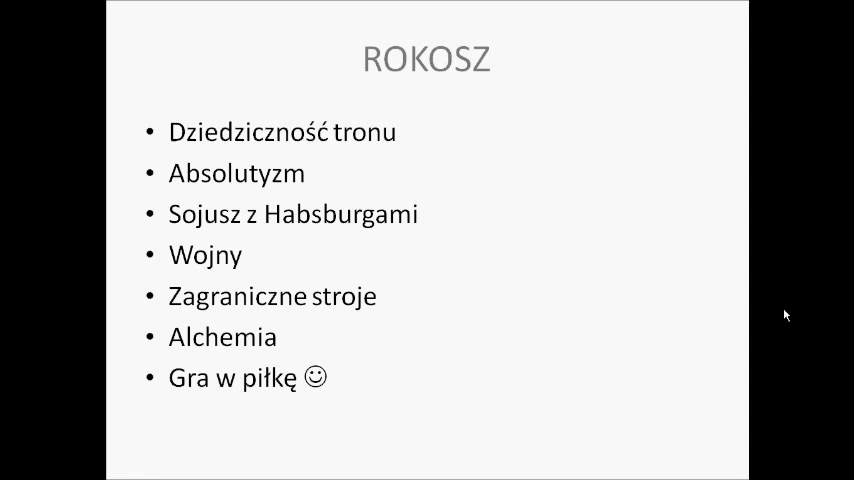 ROKOSZ
• Dziedziczność tronu
• Absolutyzm
• Sojusz z Habsburgami
• Wojny
• Zagraniczne stroje
• Alchemia
• Gra w piłkę ☺